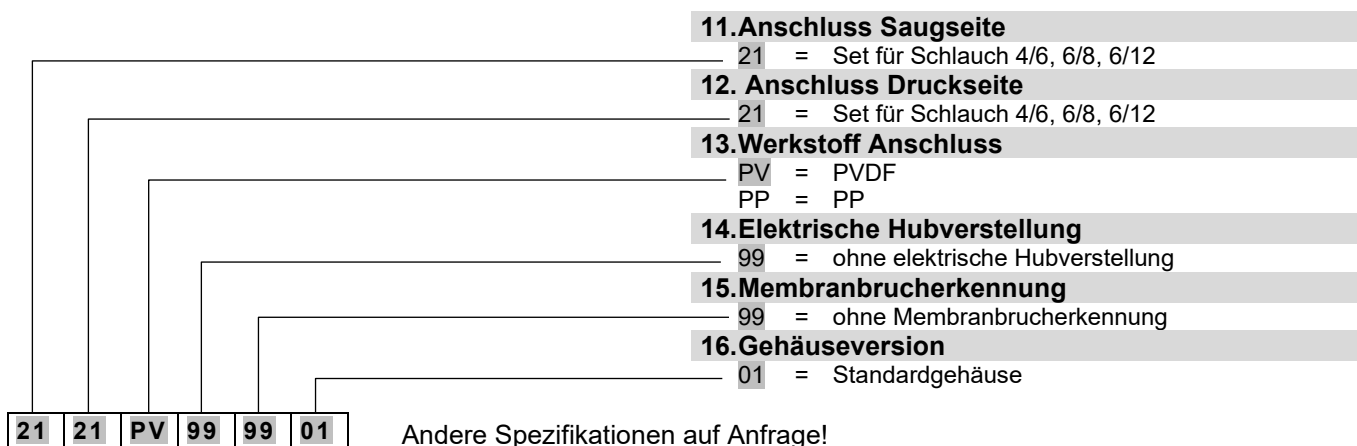 11.Anschluss Saugseite
21 = Set für Schlauch 4/6, 6/8, 6/12
12. Anschluss Druckseite
21 = Set für Schlauch 4/6, 6/8, 6/12
13.Werkstoff Anschluss
PV = PVDF
PP = PP
14.Elektrische Hubverstellung
99 = ohne elektrische Hubverstellung
15.Membranbrucherkennung
99 = ohne Membranbrucherkennung
16.Gehäuseversion
01 = Standardgehäuse
21 21 PV 99 99 01 Andere Spezifikationen auf Anfrage!